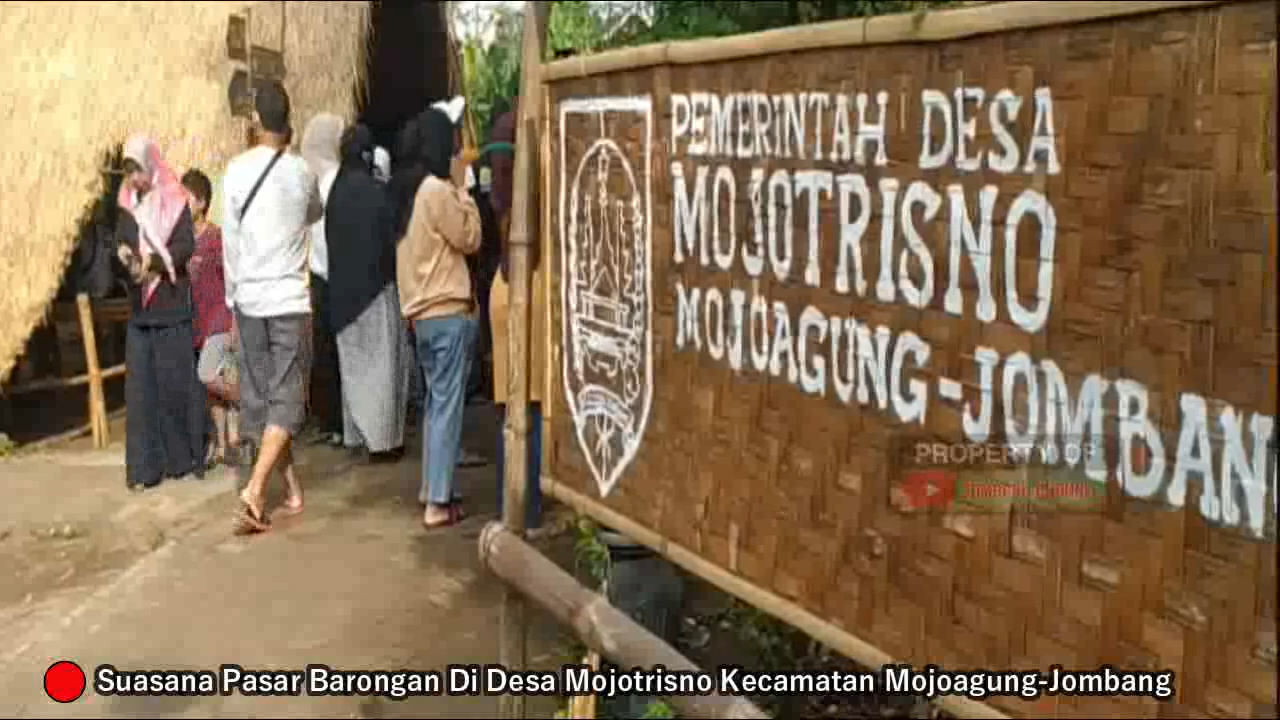 PEMERINTAH DESA
MOJOTRISNO
MOJOAGUNG-JOMBAN
PROPERTY OF
Suasana Pasar Barongan Di Desa Mojotrisno Kecamatan Mojoagung-Jombang